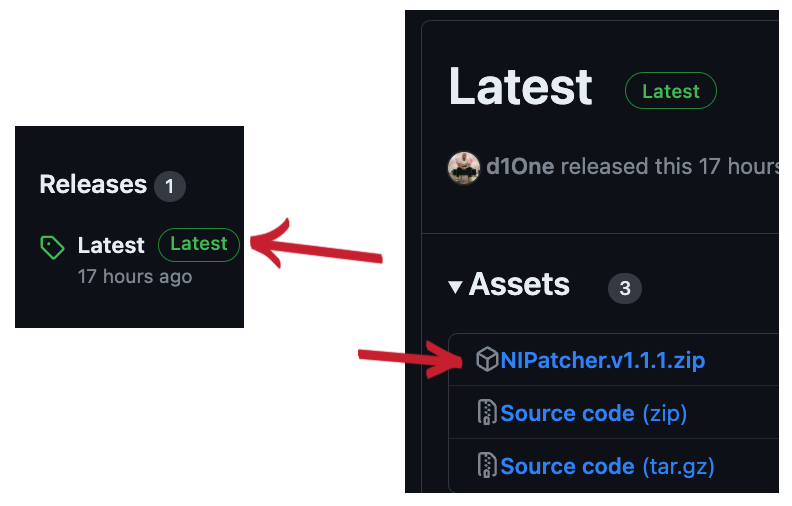 Releases 1
Latest Latest
17 hours ago
Latest Latest
d1One released this 17 hours
Assets 3
NIPatcher.v1.1.1.zip
Source code (zip)
Source code (tar.gz)